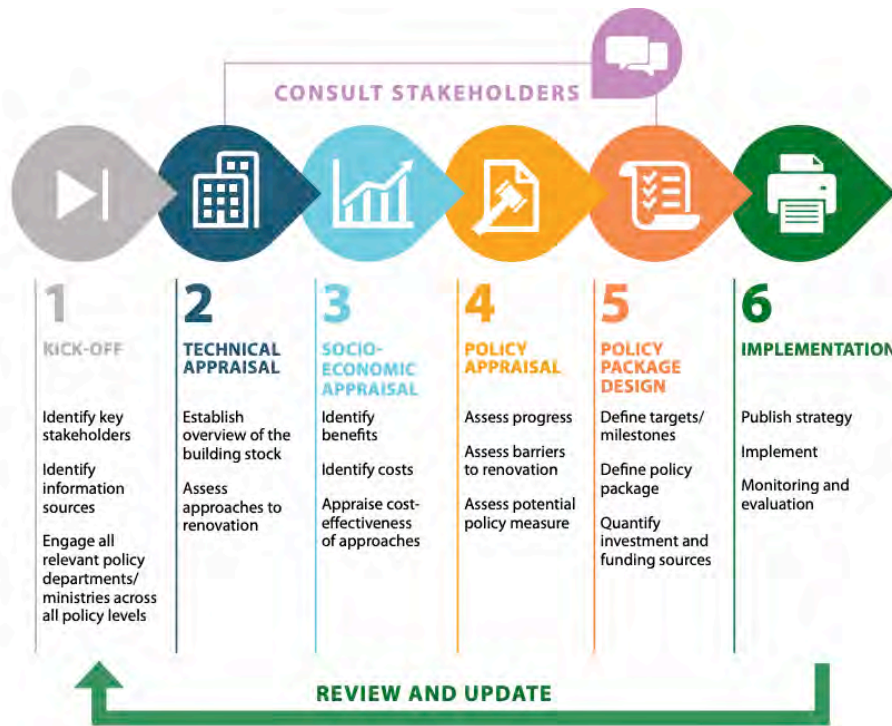 CONSULT STAKEHOLDERS
1
KICK-OFF
Identify key
stakeholders
Identify
information
sources
Engage all
relevant policy
departments/
ministries across
all policy levels
2
TECHNICAL
APPRAISAL
Establish
overview of the
building stock
Assess
approaches to
renovation
3
SOCIO-
ECONOMIC
APPRAISAL
Identify
benefits
Identify costs
Appraise cost-
effectiveness
of approaches
4
POLICY
APPRAISAL
Assess progress
Assess barriers
to renovation
Assess potential
policy measure
5
POLICY
PACKAGE
DESIGN
Define targets/
milestones
Define policy
package
Quantify
investment and
funding sources
6
IMPLEMENTATION
Publish strategy
Implement
Monitoring and
evaluation
REVIEW AND UPDATE